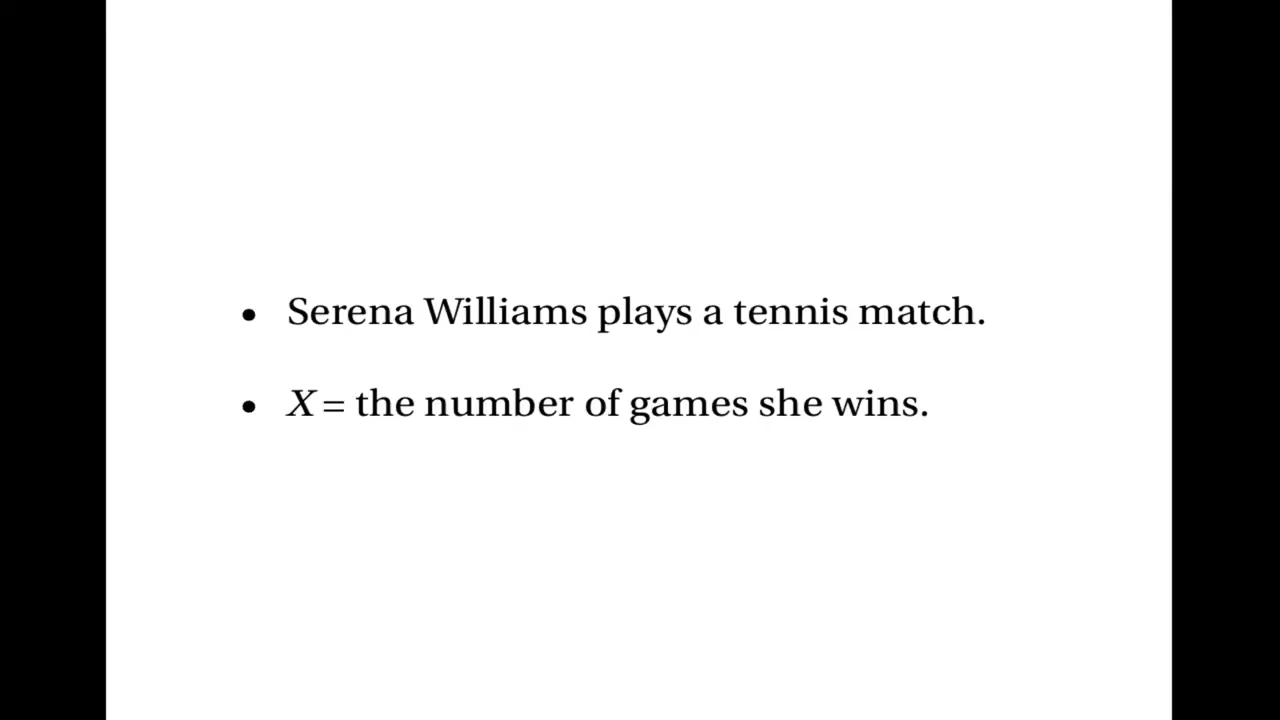 • Serena Williams plays a tennis match.
• X = the number of games she wins.